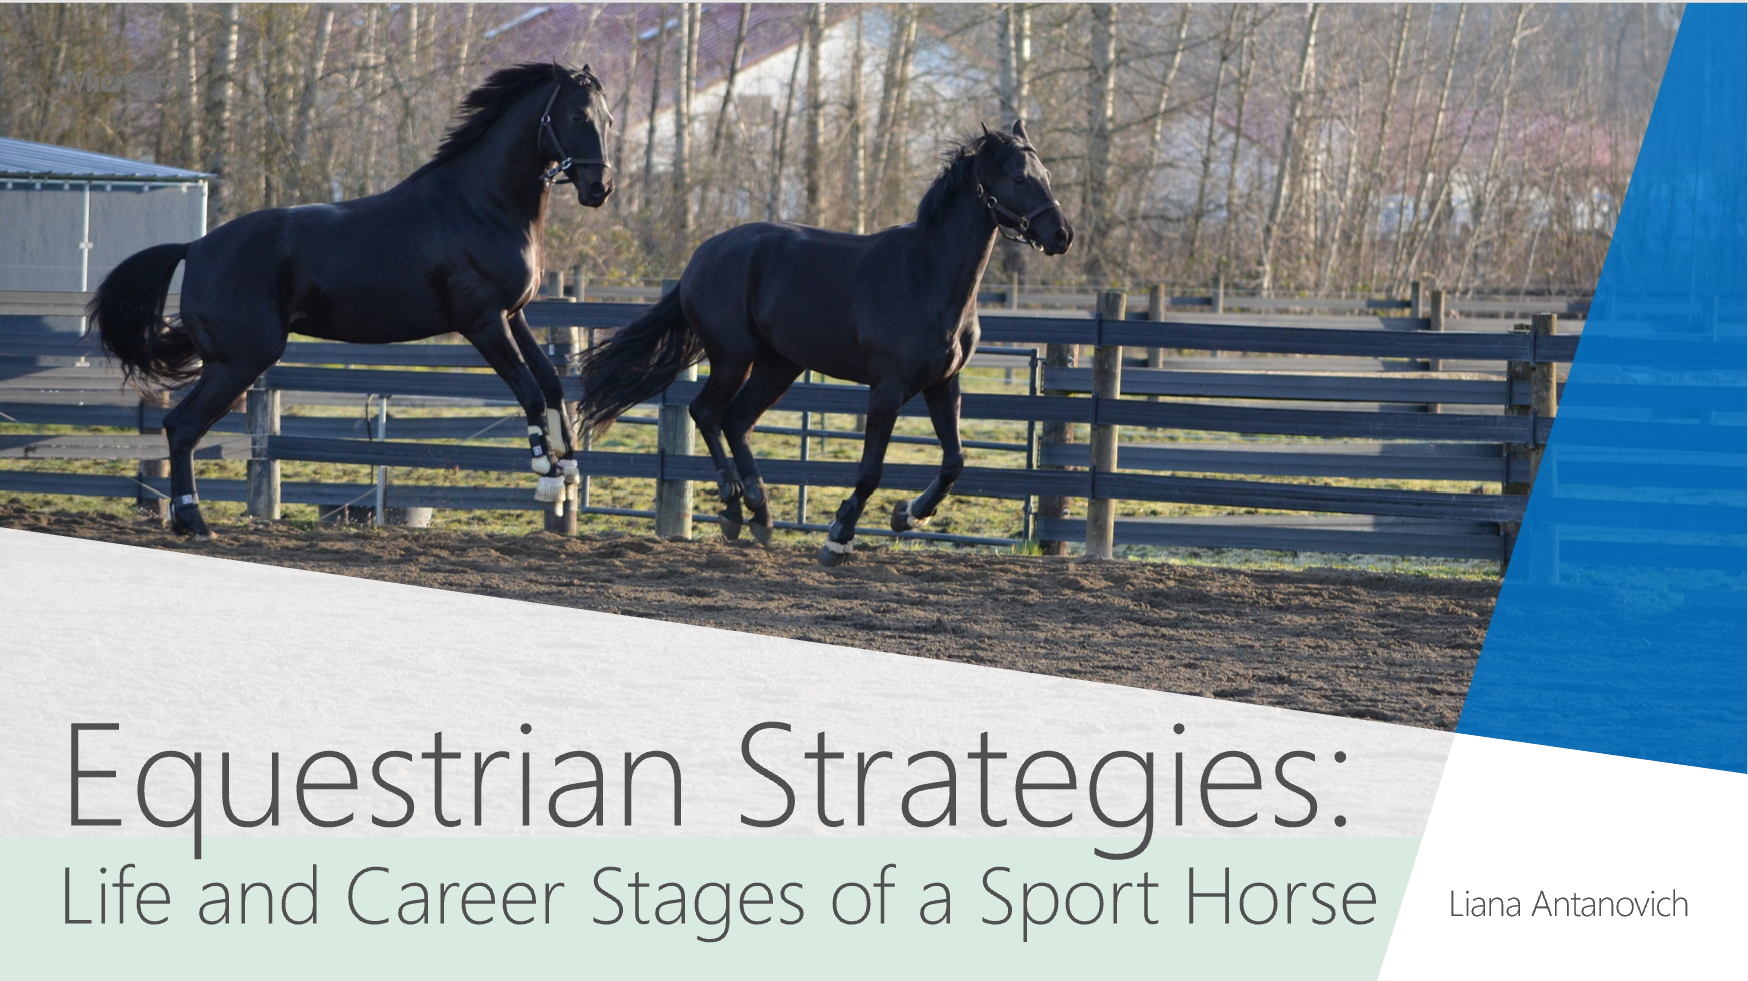 Equestrian Strategies:
Life and Career Stages of a Sport Horse
Liana Antanovich